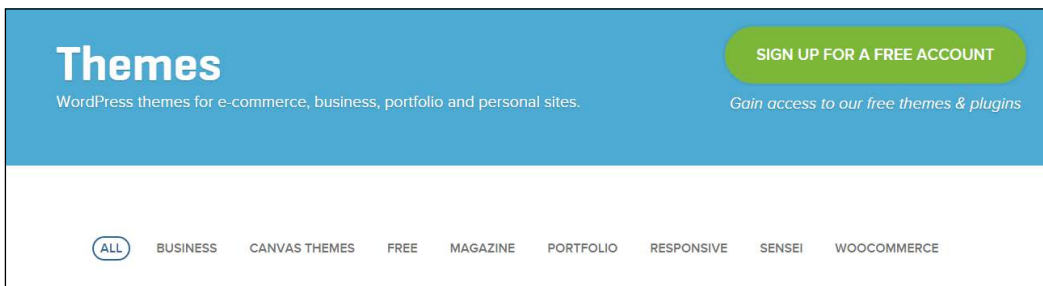 Themes
WordPress themes for e-commerce, business, portfolio and personal sites.
SIGN UP FOR A FREE ACCOUNT
Gain access to our free themes & plugins
ALL BUSINESS CANVAS THEMES FREE MAGAZINE PORTFOLIO RESPONSIVE SENSEI WOOCOMMERCE